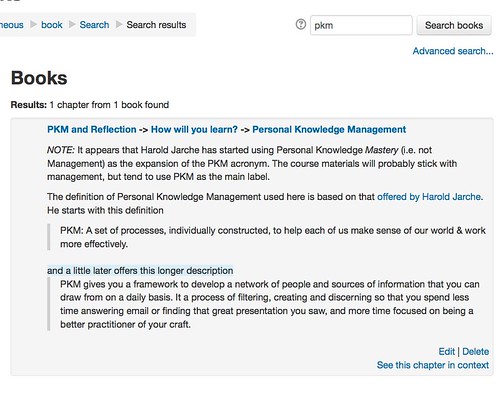 neous ▶ book ▶ Search ▶ Search results
pkm
Search books
Advanced search...
Books
Results: 1 chapter from 1 book found
PKM and Reflection -> How will you learn? -> Personal Knowledge Management
NOTE: It appears that Harold Jarche has started using Personal Knowledge Mastery (i.e. not
Management) as the expansion of the PKM acronym. The course materials will probably stick with
management, but tend to use PKM as the main label.
The definition of Personal Knowledge Management used here is based on that offered by Harold Jarche.
He starts with this definition
PKM: A set of processes, individually constructed, to help each of us make sense of our world & work
more effectively.
and a little later offers this longer description
PKM gives you a framework to develop a network of people and sources of information that you can
draw from on a daily basis. It a process of filtering, creating and discerning so that you spend less
time answering email or finding that great presentation you saw, and more time focused on being a
better practitioner of your craft.
Edit | Delete
See this chapter in context